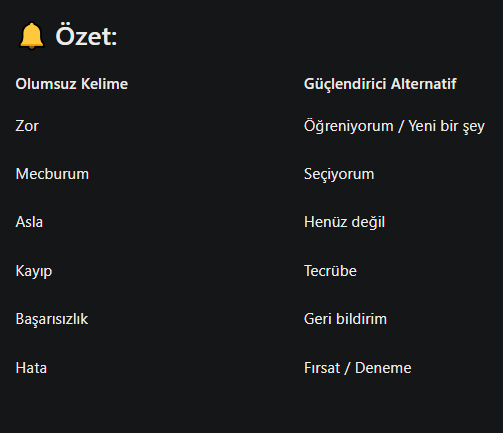 🔔 Özet:
Olumsuz Kelime Güçlendirici Alternatif
Zor Öğreniyorum / Yeni bir şey
Mecburum Seçiyorum
Asla Henüz değil
Kayıp Tecrübe
Başarısızlık Geri bildirim
Hata Fırsat / Deneme